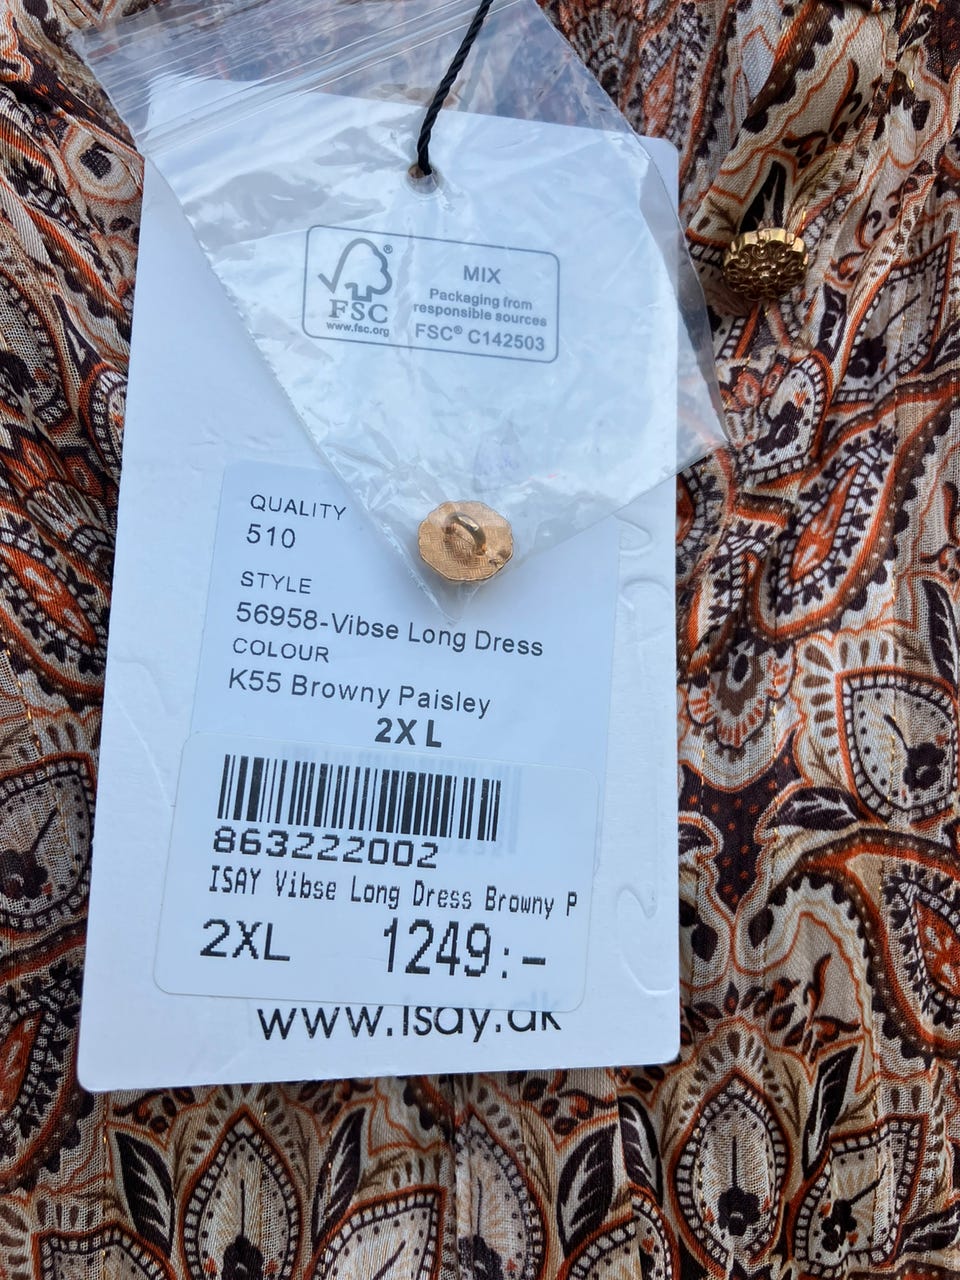 MIX
Packaging from
responsible sources
FSC® C142503
FSC®
www.fsc.org
QUALITY
510
STYLE
56958-Vibse Long Dress
COLOUR
K55 Browny Paisley
2XL
863222002
ISAY Vibse Long Dress Browny P
2XL 1249:-
www.isay.dk